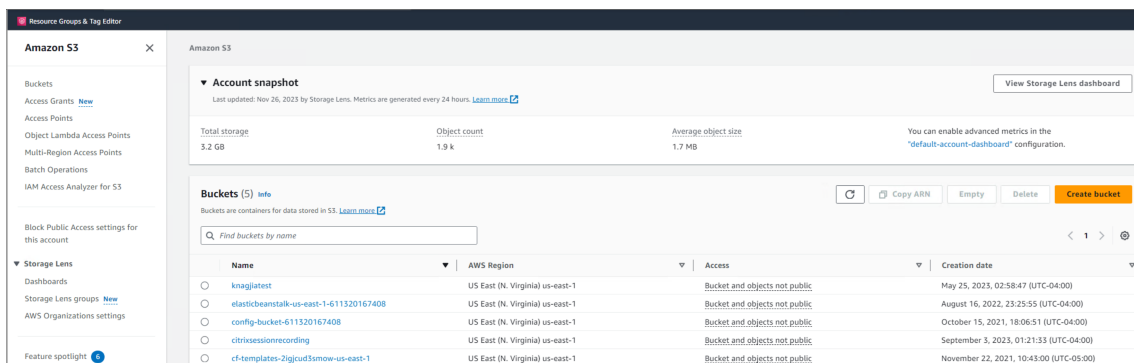 Resource Groups & Tag Editor
Amazon S3
Buckets
Access Grants New
Access Points
Object Lambda Access Points
Multi-Region Access Points
Batch Operations
IAM Access Analyzer for S3
Block Public Access settings for
this account
Storage Lens
Dashboards
Storage Lens groups New
AWS Organizations settings
Feature spotlight 6
Amazon S3
Account snapshot
View Storage Lens dashboard
Last updated: Nov 26, 2023 by Storage Lens. Metrics are generated every 24 hours. Learn more
Total storage
3.2 GB
Object count
1.9 k
Average object size
1.7 MB
You can enable advanced metrics in the
"default-account-dashboard" configuration.
Buckets (5) Info
Copy ARN Empty Delete Create bucket
Buckets are containers for data stored in S3. Learn more
Find buckets by name
1
Name AWS Region Access Creation date
knagjiatest US East (N. Virginia) us-east-1 Bucket and objects not public May 25, 2023, 02:58:47 (UTC-04:00)
elasticbeanstalk-us-east-1-611320167408 US East (N. Virginia) us-east-1 Bucket and objects not public August 16, 2022, 23:25:55 (UTC-04:00)
config-bucket-611320167408 US East (N. Virginia) us-east-1 Bucket and objects not public October 15, 2021, 18:06:51 (UTC-04:00)
citrixsessionrecording US East (N. Virginia) us-east-1 Bucket and objects not public September 3, 2023, 01:21:33 (UTC-04:00)
cf-templates-2igjcud3smow-us-east-1 US East (N. Virginia) us-east-1 Bucket and objects not public November 22, 2021, 10:43:00 (UTC-05:00)